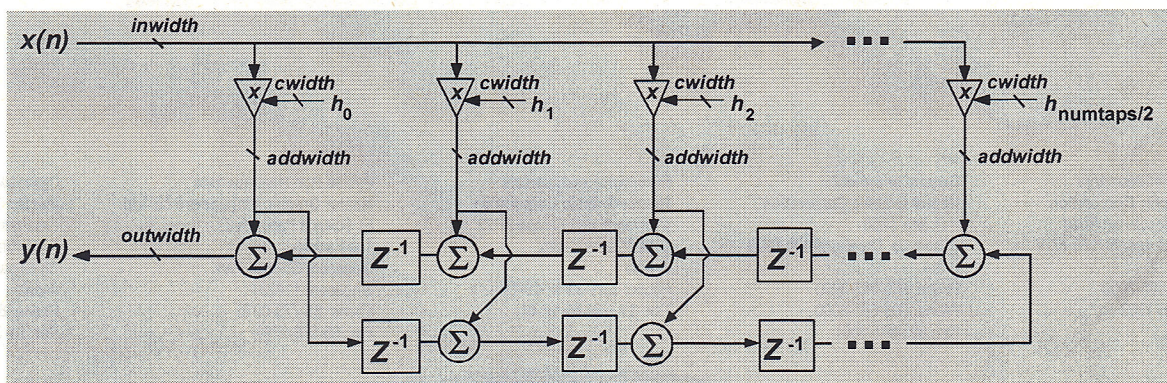 x(n) inwidth
x cwidth h0 x cwidth h1 x cwidth h2 x cwidth hnumtaps/2
addwidth addwidth addwidth addwidth
y(n) outwidth Σ Z-1 Σ Z-1 Σ Z-1 Σ
Z-1 Σ Z-1 Σ Z-1